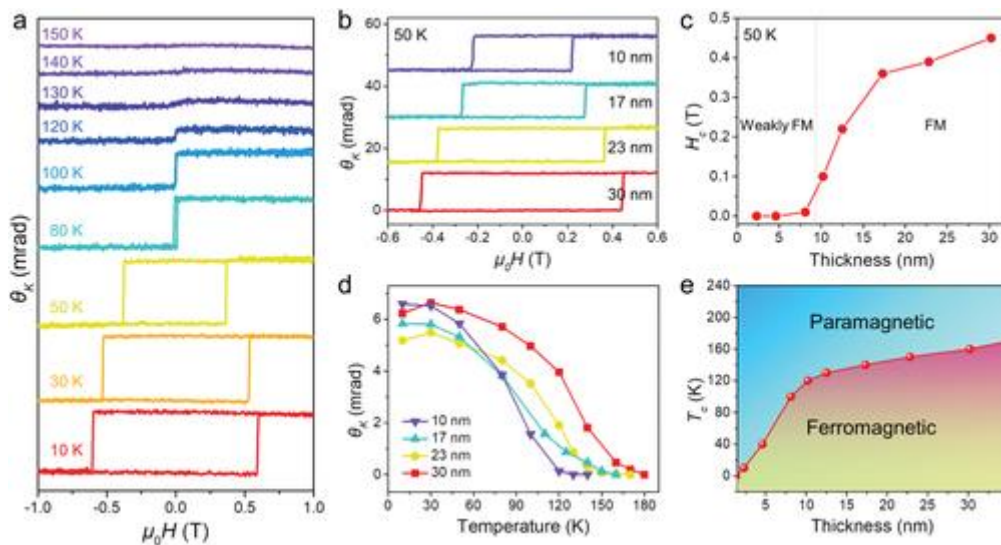 a
150 K
140 K
130 K
120 K
100 K
80 K
50 K
30 K
10 K
θK (mrad)
-1.0 -0.5 0.0 0.5 1.0
μ0H (T)
b
50 K
10 nm
17 nm
23 nm
30 nm
60
40
20
0
θK (mrad)
-0.6 -0.4 -0.2 0.0 0.2 0.4 0.6
μ0H (T)
c
50 K
Weakly FM
FM
0.5
0.4
0.3
0.2
0.1
0.0
Hc (T)
0 5 10 15 20 25 30
Thickness (nm)
d
6
4
2
0
θK (mrad)
10 nm
17 nm
23 nm
30 nm
0 30 60 90 120 150 180
Temperature (K)
e
240
200
160
120
80
40
0
Tc (K)
Paramagnetic
Ferromagnetic
5 10 15 20 25 30
Thickness (nm)